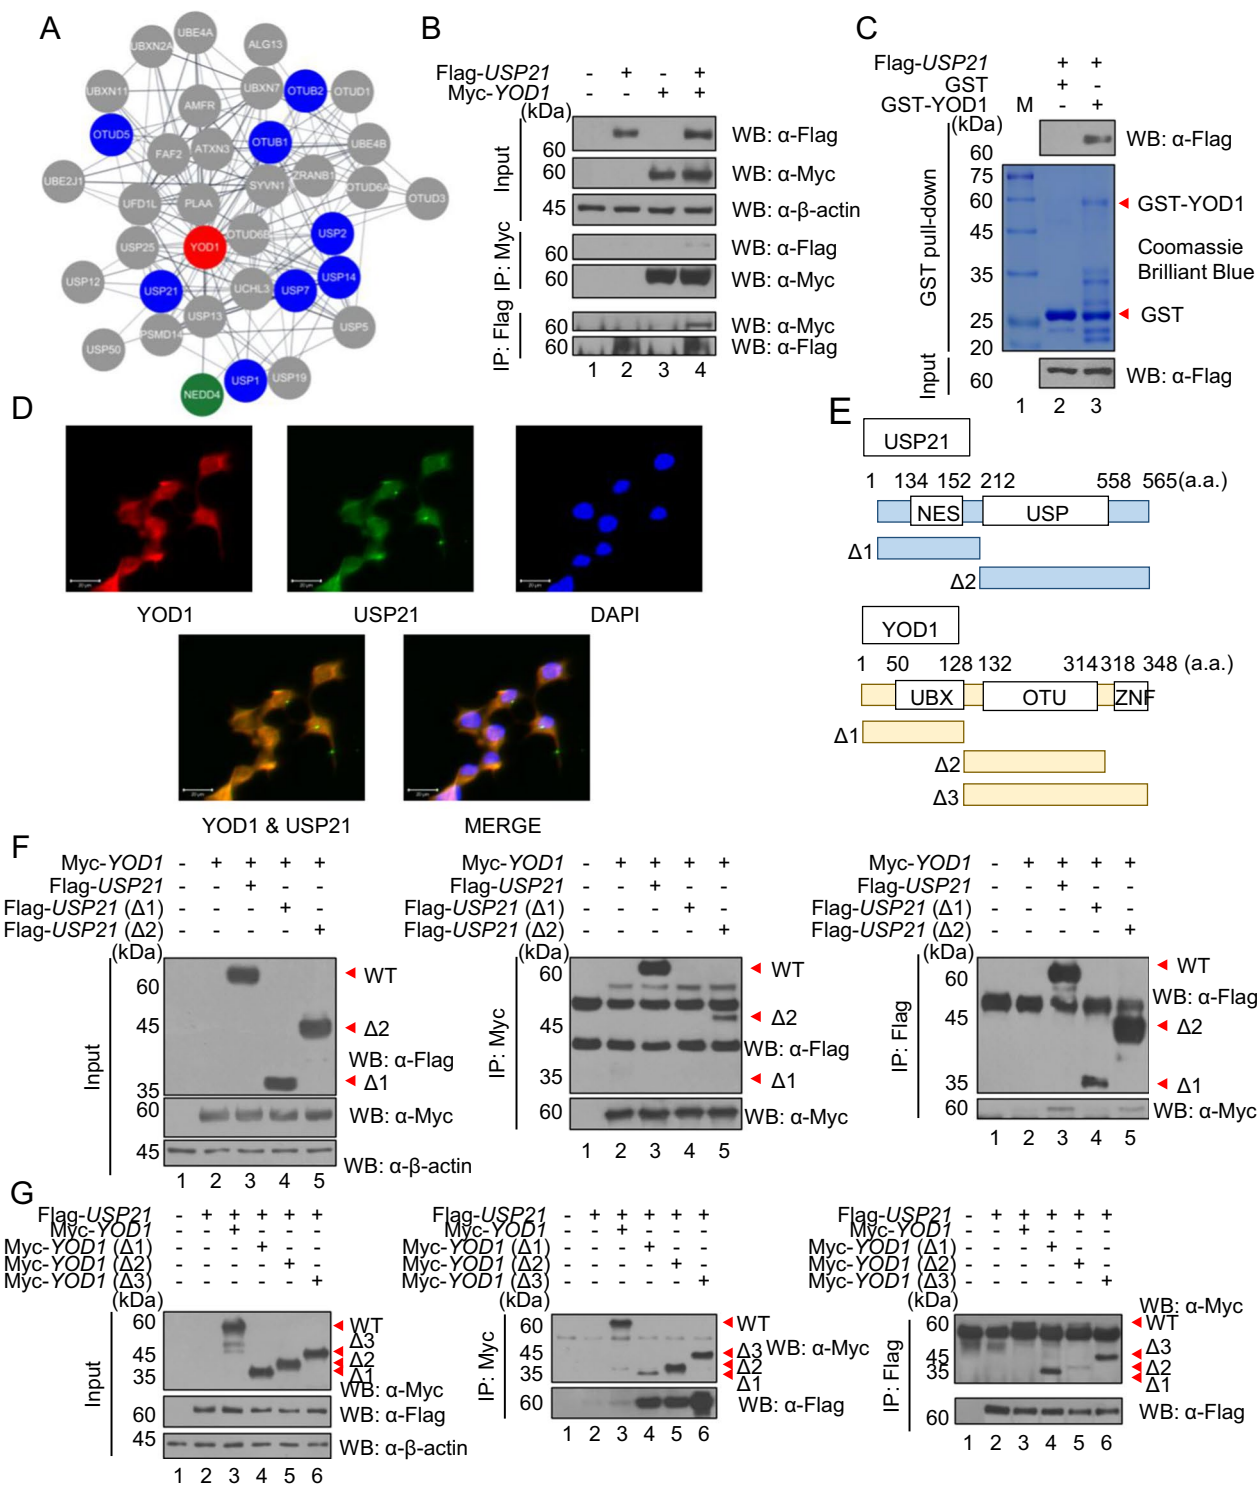 A
UBE4A
UBXN2A
ALG13
UBXN11
UBXN7
OTUB2
OTUD1
AMFR
OTUD5
OTUB1
UBE4B
FAF2
ATXN3
UBE2J1
SYVN1
ZRANB1
OTUD6A
OTUD3
UFD1L
PLAA
USP25
YOD1
OTUD6B
USP2
USP12
USP21
UCHL3
USP7
USP14
USP13
USP5
USP50
PSMD14
NEDD4
USP1
USP19
B
Flag-USP21 - + - +
Myc-YOD1 - - + +
(kDa)
Input
60 WB: α-Flag
60 WB: α-Myc
45 WB: α-β-actin
IP: Myc
60 WB: α-Flag
60 WB: α-Myc
IP: Flag
60 WB: α-Myc
60 WB: α-Flag
1 2 3 4
C
Flag-USP21 + +
GST + -
GST-YOD1 M - +
(kDa)
60 WB: α-Flag
GST pull-down
75
60 GST-YOD1
45
Coomassie
Brilliant Blue
35
25 GST
20
Input
60 WB: α-Flag
1 2 3
D
20 μm
20 μm
20 μm
YOD1 USP21 DAPI
20 μm
20 μm
YOD1 & USP21 MERGE
E
USP21
1 134 152 212 558 565(a.a.)
NES USP
Δ1
Δ2
YOD1
1 50 128 132 314 318 348 (a.a.)
UBX OTU ZNF
Δ1
Δ2
Δ3
F
Myc-YOD1 - + + + +
Flag-USP21 - - + - -
Flag-USP21 (Δ1) - - - + -
Flag-USP21 (Δ2) - - - - +
(kDa)
Input
60 WT
45 Δ2
WB: α-Flag
35 Δ1
60 WB: α-Myc
45 WB: α-β-actin
1 2 3 4 5
Myc-YOD1 - + + + +
Flag-USP21 - - + - -
Flag-USP21 (Δ1) - - - + -
Flag-USP21 (Δ2) - - - - +
(kDa)
IP: Myc
60 WT
45 Δ2
WB: α-Flag
35 Δ1
60 WB: α-Myc
1 2 3 4 5
Myc-YOD1 - + + + +
Flag-USP21 - - + - -
Flag-USP21 (Δ1) - - - + -
Flag-USP21 (Δ2) - - - - +
(kDa)
IP: Flag
60 WT
WB: α-Flag
45 Δ2
35 Δ1
60 WB: α-Myc
1 2 3 4 5
G
Flag-USP21 - + + + + +
Myc-YOD1 - - + - - -
Myc-YOD1 (Δ1) - - - + - -
Myc-YOD1 (Δ2) - - - - + -
Myc-YOD1 (Δ3) - - - - - +
(kDa)
Input
60 WT
Δ3
45 Δ2
35 Δ1
WB: α-Myc
60 WB: α-Flag
45 WB: α-β-actin
1 2 3 4 5 6
Flag-USP21 - + + + + +
Myc-YOD1 - - + - - -
Myc-YOD1 (Δ1) - - - + - -
Myc-YOD1 (Δ2) - - - - + -
Myc-YOD1 (Δ3) - - - - - +
(kDa)
IP: Myc
60 WT
45 Δ3 WB: α-Myc
Δ2
35 Δ1
60 WB: α-Flag
1 2 3 4 5 6
Flag-USP21 - + + + + +
Myc-YOD1 - - + - - -
Myc-YOD1 (Δ1) - - - + - -
Myc-YOD1 (Δ2) - - - - + -
Myc-YOD1 (Δ3) - - - - - +
(kDa) WB: α-Myc
IP: Flag
60 WT
Δ3
45 Δ2
35 Δ1
60 WB: α-Flag
1 2 3 4 5 6